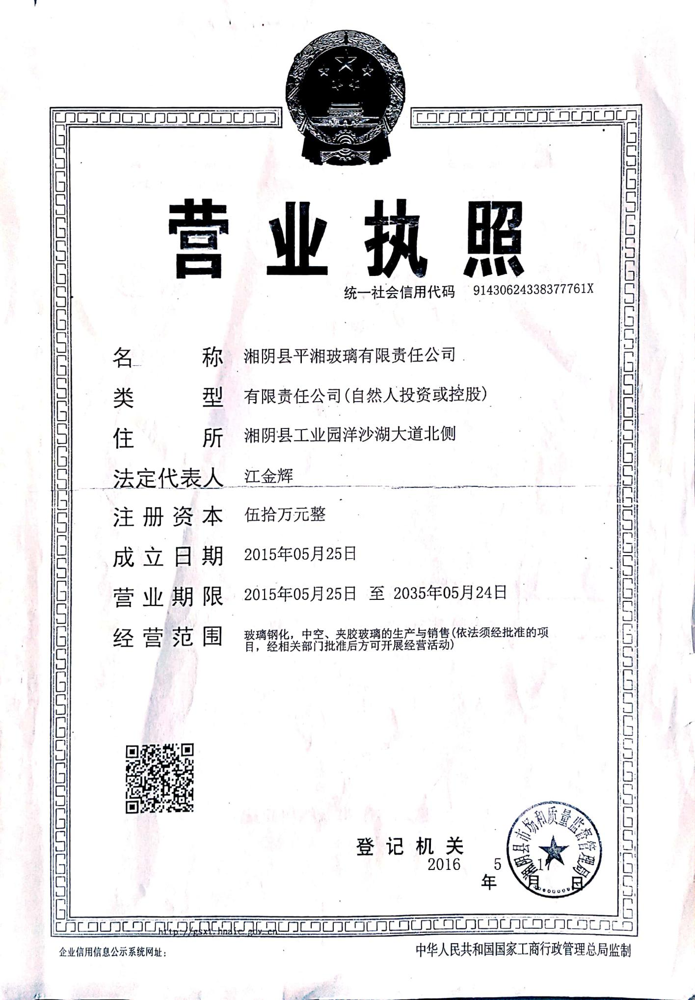 营业执照
统一社会信用代码 91430624338377761X
名称 湘阴县平湘玻璃有限责任公司
类型 有限责任公司(自然人投资或控股)
住所 湘阴县工业园洋沙湖大道北侧
法定代表人 江金辉
注册资本 伍拾万元整
成立日期 2015年05月25日
营业期限 2015年05月25日 至 2035年05月24日
经营范围 玻璃钢化，中空、夹胶玻璃的生产与销售(依法须经批准的项
目，经相关部门批准后方可开展经营活动)
湘阴县市场和质量监督管理局
登记机关
2016 5 17
年 月 日
http://gsxt.hnaic.gov.cn
企业信用信息公示系统网址：
中华人民共和国国家工商行政管理总局监制